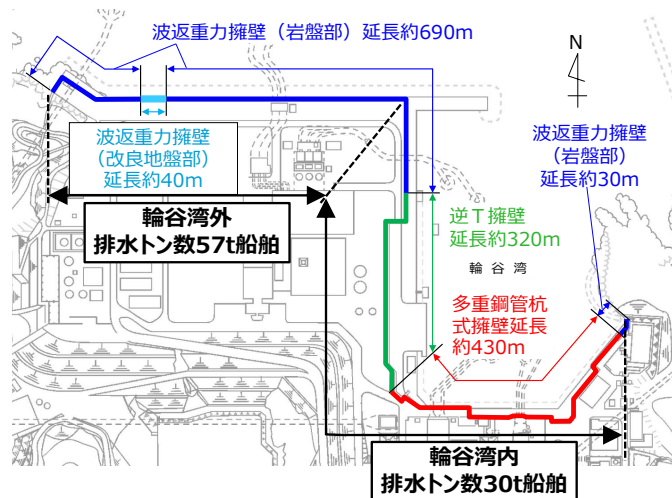 波返重力擁壁（岩盤部）延長約690m
N
波返重力擁壁
（改良地盤部）
延長約40m
波返重力擁壁
（岩盤部）
延長約30m
輪谷湾外
排水トン数57t船舶
逆Ｔ擁壁
延長約320m
輪谷湾
多重鋼管杭
式擁壁延長
約430m
輪谷湾内
排水トン数30t船舶